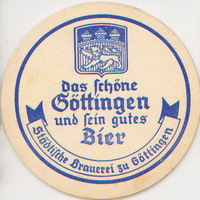 das schöne
Göttingen
und sein gutes
Bier
Städtische Brauerei zu Göttingen